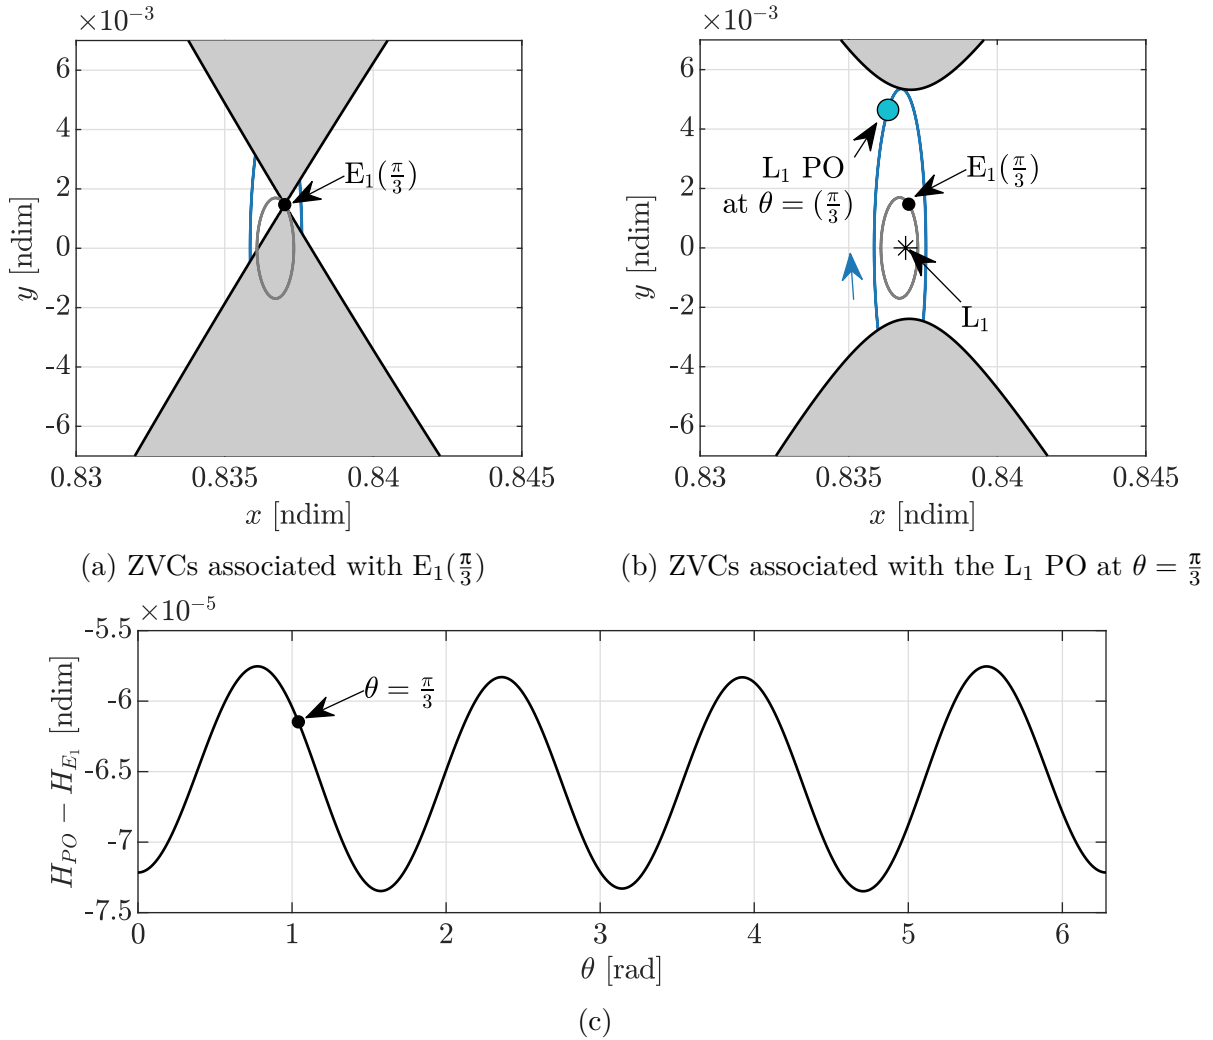 ×10⁻³
6
4
2
0
-2
-4
-6
y [ndim]
E₁(π/3)
0.83
0.835
0.84
0.845
x [ndim]
(a) ZVCs associated with E₁(π/3)
×10⁻³
6
4
2
0
-2
-4
-6
y [ndim]
L₁ PO
at θ = (π/3)
E₁(π/3)
L₁
0.83
0.835
0.84
0.845
x [ndim]
(b) ZVCs associated with the L₁ PO at θ = π/3
×10⁻⁵
-5.5
-6
-6.5
-7
-7.5
H_{PO} − H_{E₁} [ndim]
θ = π/3
0
1
2
3
4
5
6
θ [rad]
(c)